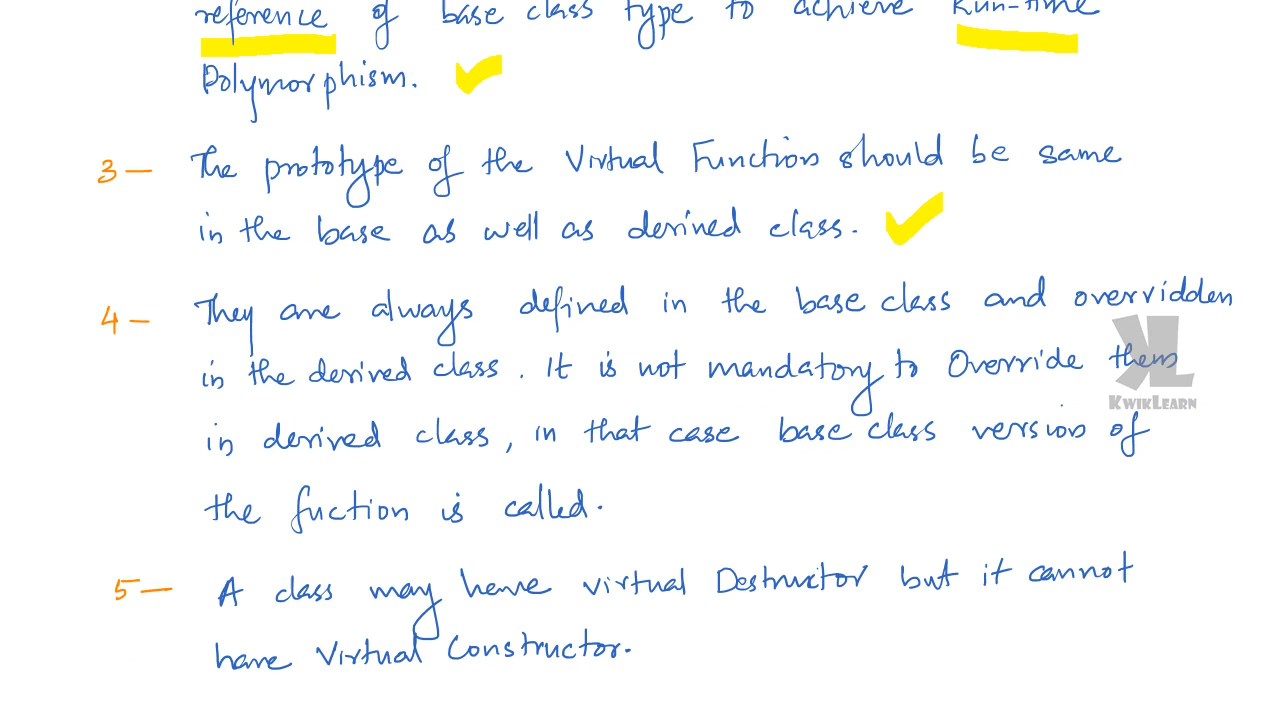 reference of base class type to achieve Run-time
Polymorphism.
3 — The prototype of the Virtual Function should be same
in the base as well as derived class.
4 — They are always defined in the base class and overridden
in the derived class. It is not mandatory to Override them
in derived class, in that case base class version of
the fuction is called.
KWIKLEARN
5 — A class may have virtual Destructor but it cannot
have Virtual Constructor.